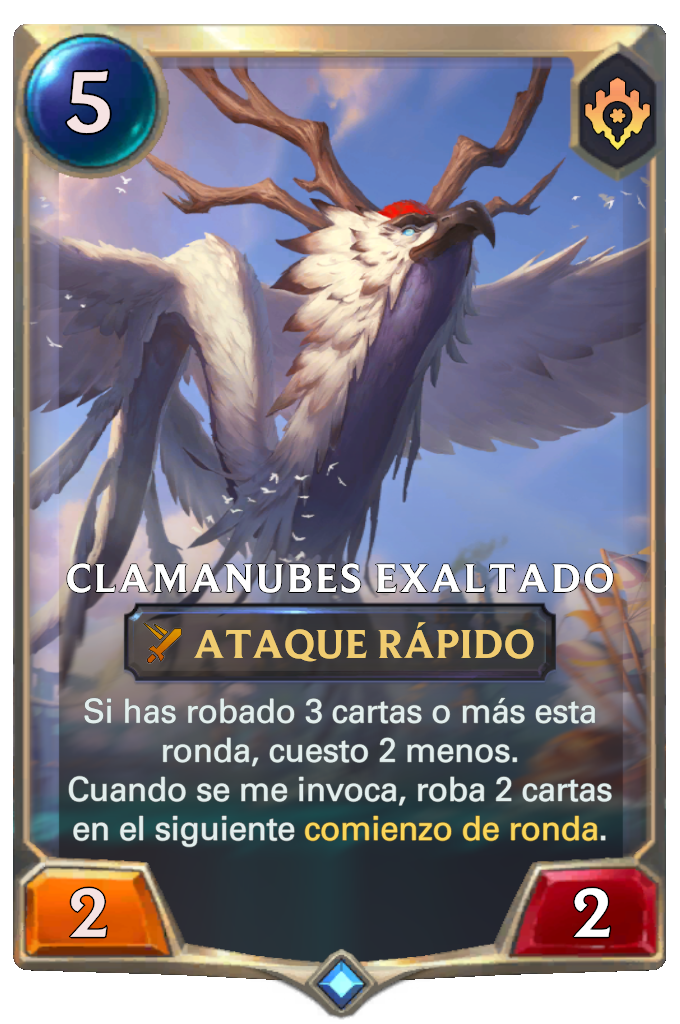 5
CLAMANUBES EXALTADO
ATAQUE RÁPIDO
Si has robado 3 cartas o más esta
ronda, cuesto 2 menos.
Cuando se me invoca, roba 2 cartas
en el siguiente comienzo de ronda.
2
2